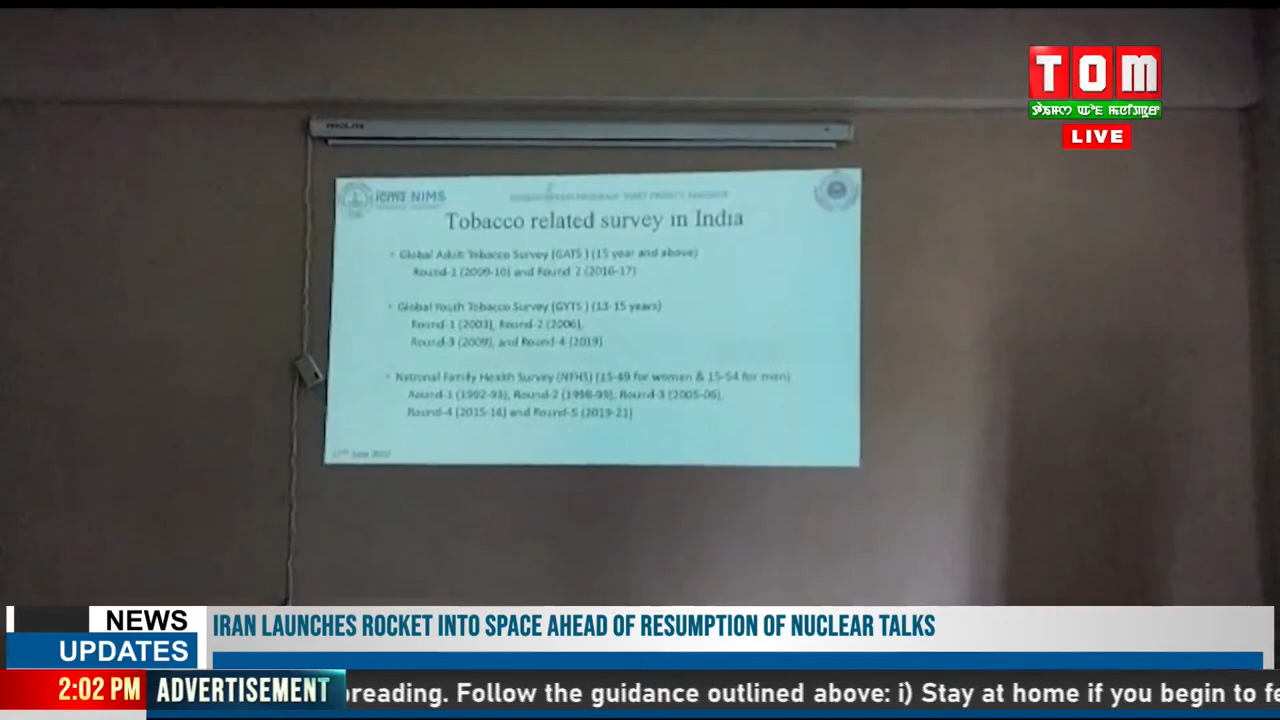 TOM
LIVE
icmr NIMS
Tobacco related survey in India
• Global Adult Tobacco Survey (GATS ) (15 year and above)
Round-1 (2009-10) and Round-2 (2016-17)
• Global Youth Tobacco Survey (GYTS ) (13-15 years)
Round-1 (2003), Round-2 (2006),
Round-3 (2009), and Round-4 (2019)
• National Family Health Survey (NFHS) (15-49 for women & 15-54 for men)
Round-1 (1992-93), Round-2 (1998-99), Round-3 (2005-06),
Round-4 (2015-16) and Round-5 (2019-21)
June
NEWS
UPDATES
IRAN LAUNCHES ROCKET INTO SPACE AHEAD OF RESUMPTION OF NUCLEAR TALKS
2:02 PM
ADVERTISEMENT
oreading. Follow the guidance outlined above: i) Stay at home if you begin to fe